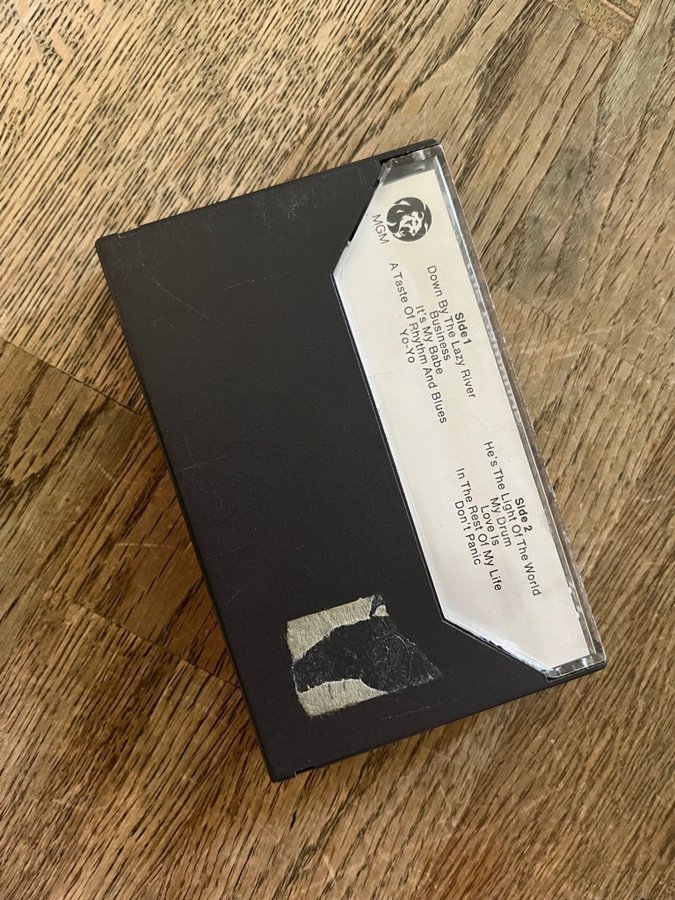 MGM
Side 1
Down By The Lazy River
Business
It's My Babe
A Taste Of Rhythm And Blues
Yo-Yo
Side 2
He's The Light Of The World
My Drum
Love Is
In The Rest Of My Life
Don't Panic